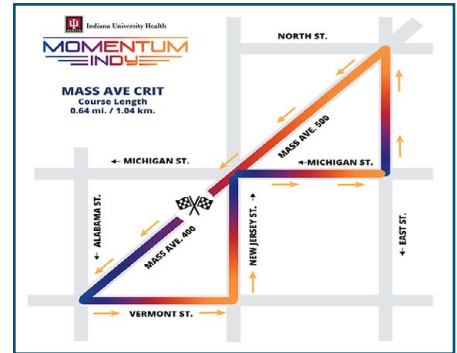 Indiana University Health
MOMENTUM
INDY
MASS AVE CRIT
Course Length
0.64 mi. / 1.04 km.
NORTH ST.
MASS AVE. 500
← MICHIGAN ST.
← MICHIGAN ST.
← ALABAMA ST.
MASS AVE. 400
NEW JERSEY ST. →
← EAST ST.
VERMONT ST.